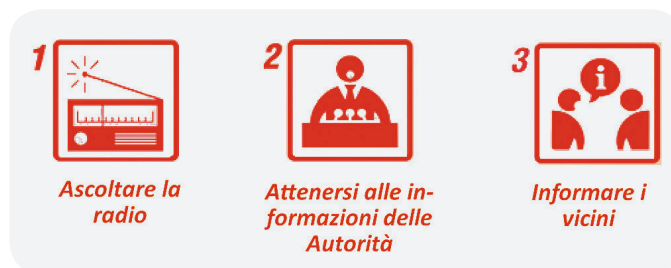 1
Ascoltare la
radio
2
Attenersi alle in-
formazioni delle
Autorità
3
i
Informare i
vicini